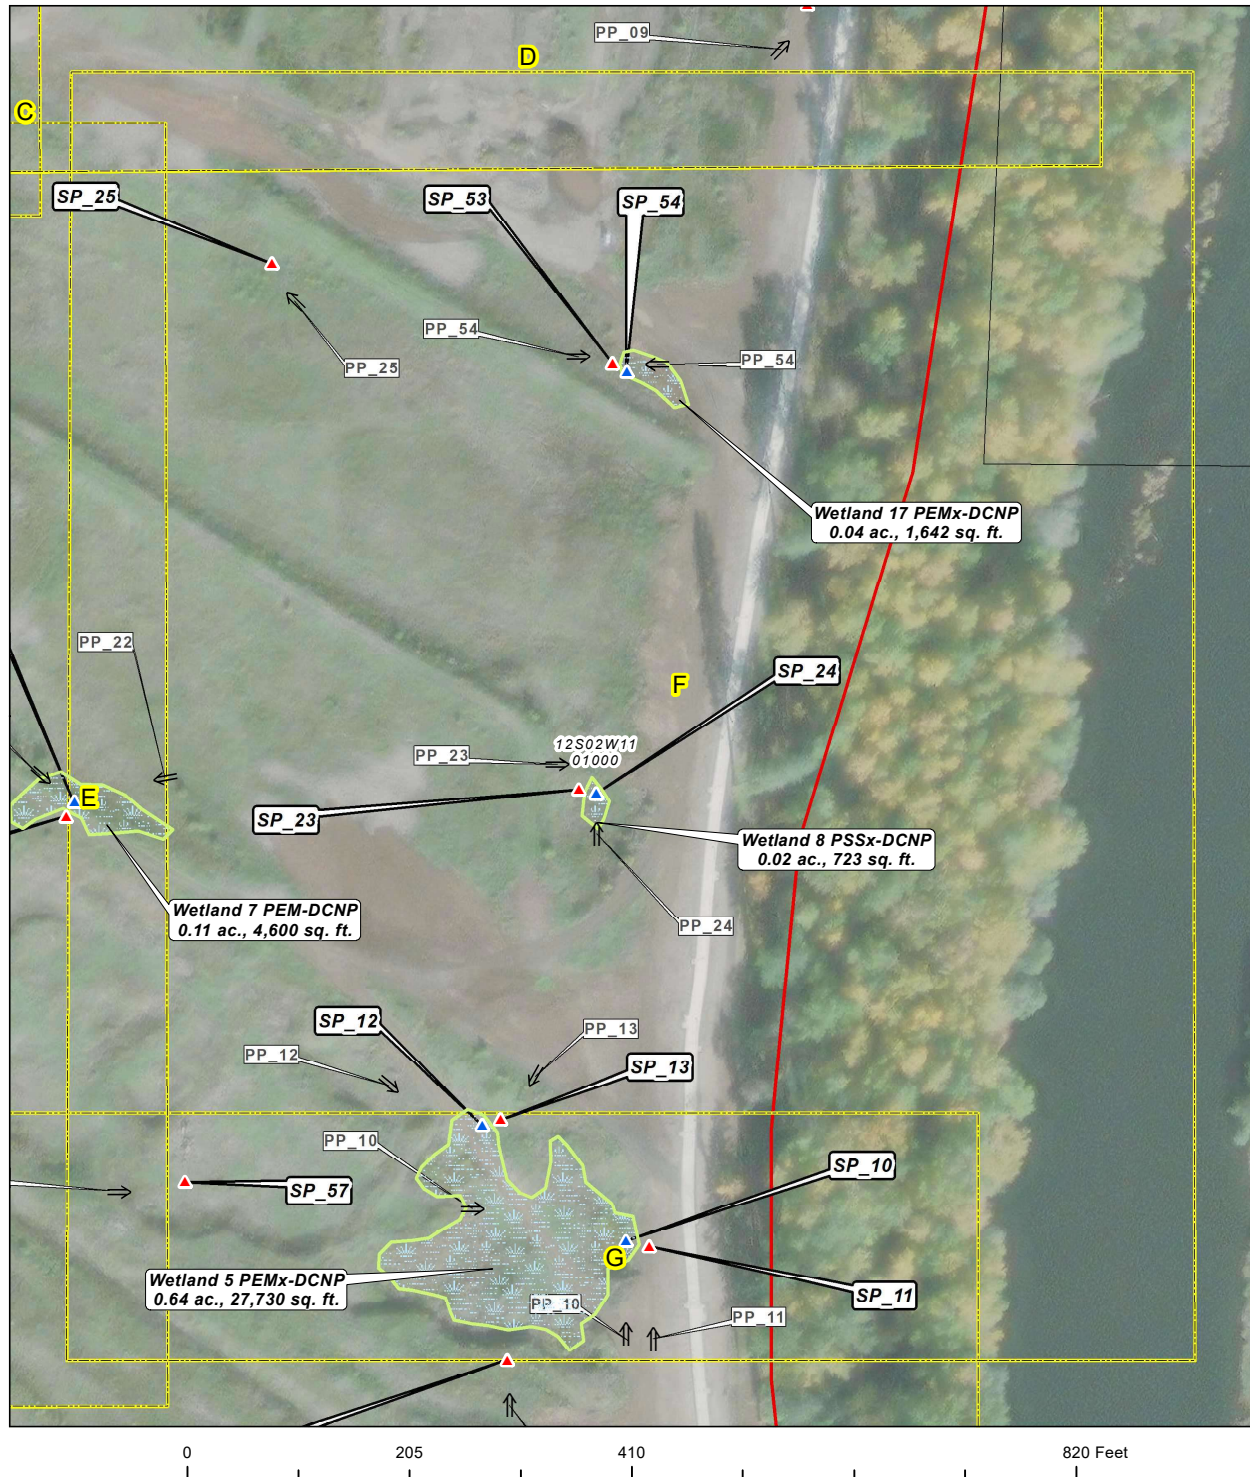 PP_09
D
C
SP_25
SP_53
SP_54
PP_54
PP_54
PP_25
Wetland 17 PEMx-DCNP
0.04 ac., 1,642 sq. ft.
PP_22
SP_24
F
12S02W11
01000
PP_23
E
SP_23
Wetland 8 PSSx-DCNP
0.02 ac., 723 sq. ft.
Wetland 7 PEM-DCNP
0.11 ac., 4,600 sq. ft.
PP_24
SP_12
PP_13
PP_12
SP_13
PP_10
SP_10
SP_57
G
Wetland 5 PEMx-DCNP
0.64 ac., 27,730 sq. ft.
SP_11
PP_10
PP_11
0 205 410 820 Feet